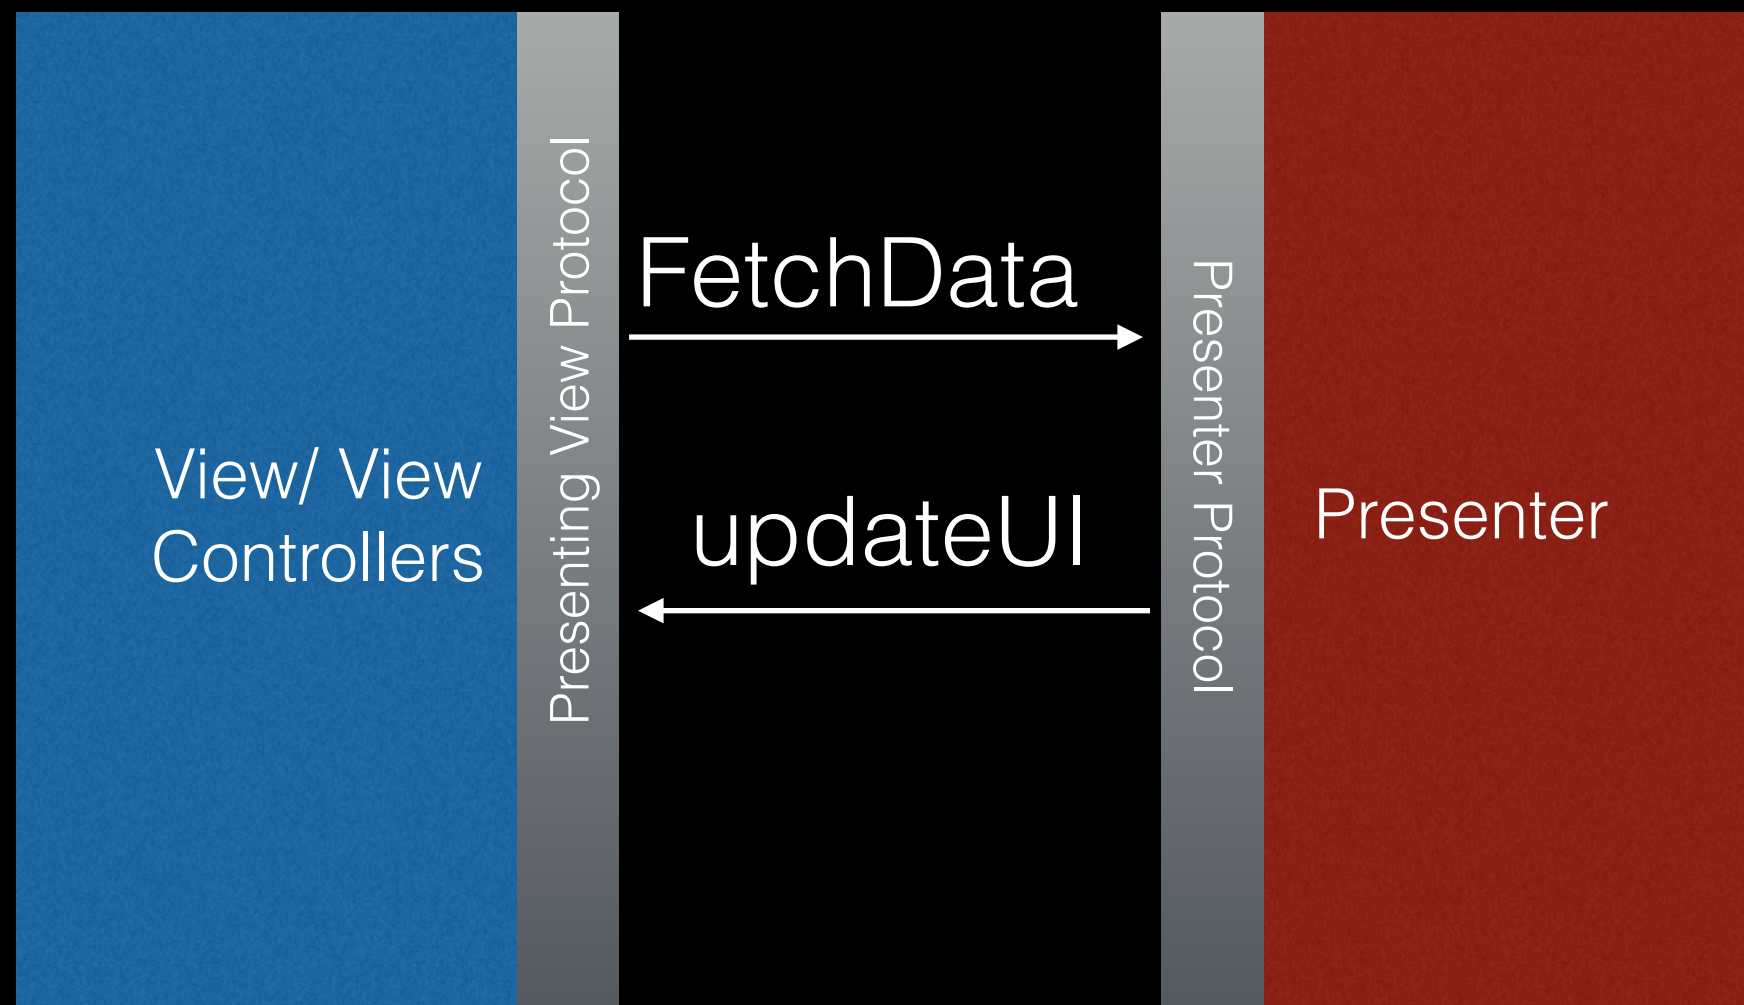 View/ View
Controllers
Presenting View Protocol
FetchData
updateUI
Presenter Protocol
Presenter